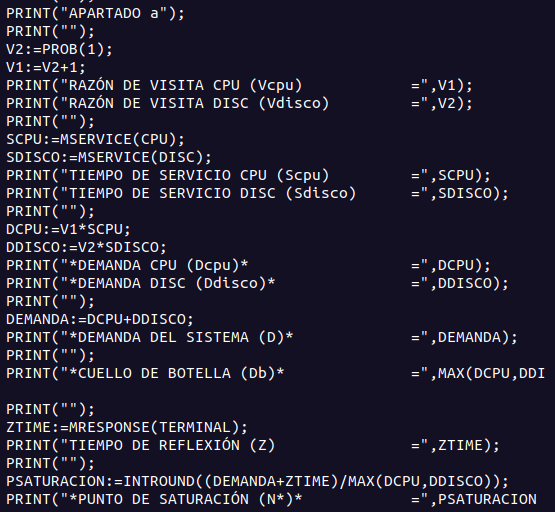 PRINT("APARTADO a");
PRINT("");
V2:=PROB(1);
V1:=V2+1;
PRINT("RAZÓN DE VISITA CPU (Vcpu)          =",V1);
PRINT("RAZÓN DE VISITA DISC (Vdisco)       =",V2);
PRINT("");
SCPU:=MSERVICE(CPU);
SDISCO:=MSERVICE(DISC);
PRINT("TIEMPO DE SERVICIO CPU (Scpu)       =",SCPU);
PRINT("TIEMPO DE SERVICIO DISC (Sdisco)    =",SDISCO);
PRINT("");
DCPU:=V1*SCPU;
DDISCO:=V2*SDISCO;
PRINT("*DEMANDA CPU (Dcpu)*                =",DCPU);
PRINT("*DEMANDA DISC (Ddisco)*             =",DDISCO);
PRINT("");
DEMANDA:=DCPU+DDISCO;
PRINT("*DEMANDA DEL SISTEMA (D)*           =",DEMANDA);
PRINT("");
PRINT("*CUELLO DE BOTELLA (Db)*            =",MAX(DCPU,DDI
PRINT("");
ZTIME:=MRESPONSE(TERMINAL);
PRINT("TIEMPO DE REFLEXIÓN (Z)             =",ZTIME);
PRINT("");
PSATURACION:=INTROUND((DEMANDA+ZTIME)/MAX(DCPU,DDISCO));
PRINT("*PUNTO DE SATURACIÓN (N*)*          =",PSATURACION